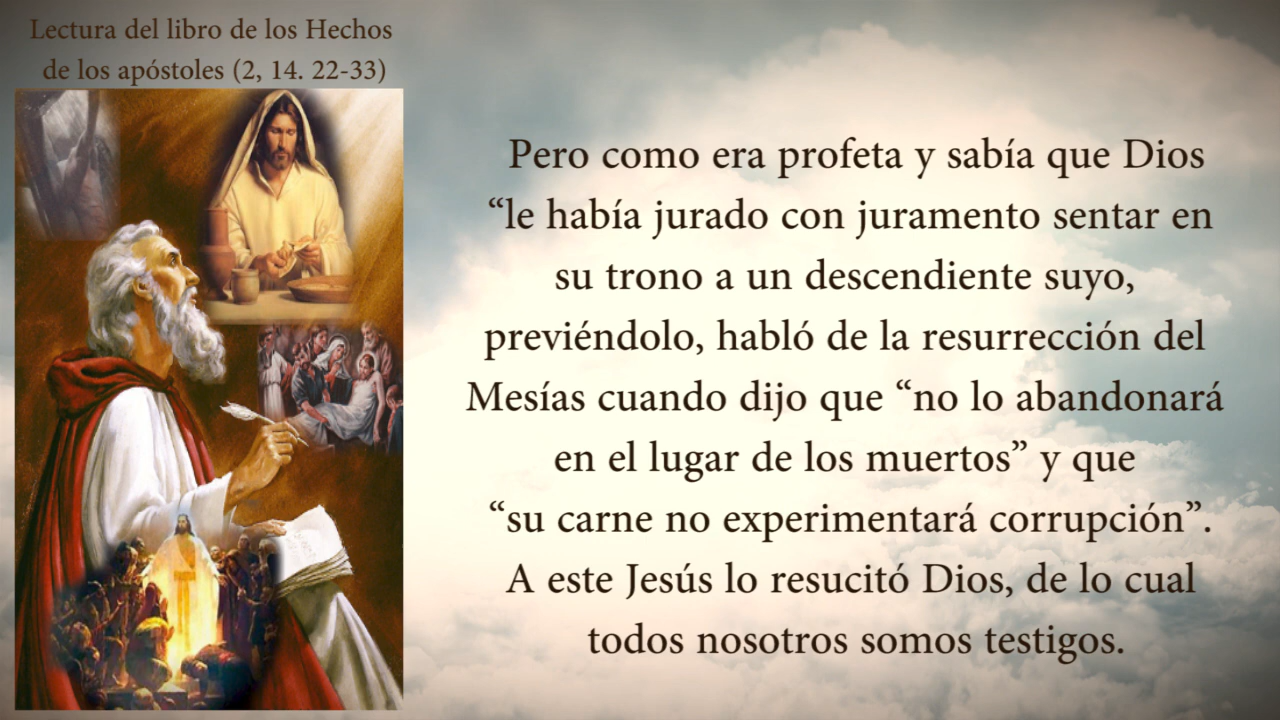 Lectura del libro de los Hechos
de los apóstoles (2, 14. 22-33)
Pero como era profeta y sabía que Dios
“le había jurado con juramento sentar en
su trono a un descendiente suyo,
previéndolo, habló de la resurrección del
Mesías cuando dijo que “no lo abandonará
en el lugar de los muertos” y que
“su carne no experimentará corrupción”.
A este Jesús lo resucitó Dios, de lo cual
todos nosotros somos testigos.